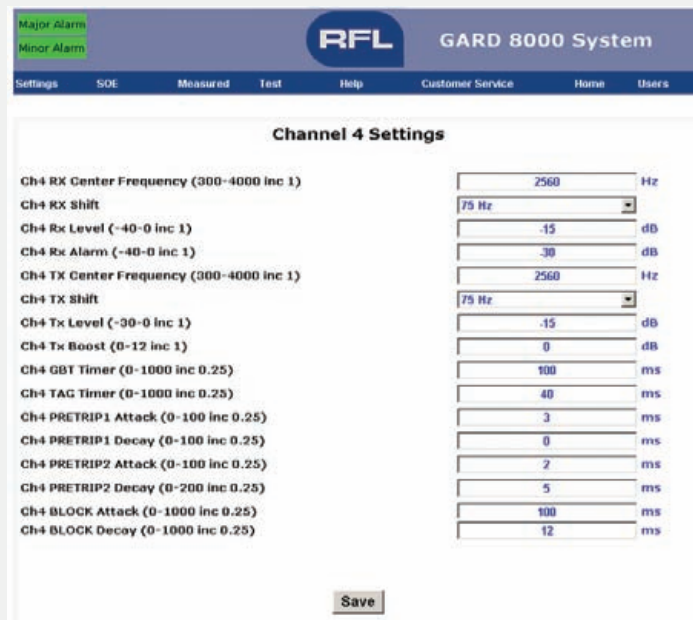 Major Alarm
Minor Alarm
RFL
GARD 8000 System
Settings SOE Measured Test Help Customer Service Home Users
Channel 4 Settings
Ch4 RX Center Frequency (300-4000 inc 1) 2560 Hz
Ch4 RX Shift 75 Hz
Ch4 Rx Level (-40-0 inc 1) -15 dB
Ch4 Rx Alarm (-40-0 inc 1) -30 dB
Ch4 TX Center Frequency (300-4000 inc 1) 2560 Hz
Ch4 TX Shift 75 Hz
Ch4 Tx Level (-30-0 inc 1) -15 dB
Ch4 Tx Boost (0-12 inc 1) 0 dB
Ch4 GBT Timer (0-1000 inc 0.25) 100 ms
Ch4 TAG Timer (0-1000 inc 0.25) 40 ms
Ch4 PRETRIP1 Attack (0-100 inc 0.25) 3 ms
Ch4 PRETRIP1 Decay (0-100 inc 0.25) 0 ms
Ch4 PRETRIP2 Attack (0-100 inc 0.25) 2 ms
Ch4 PRETRIP2 Decay (0-200 inc 0.25) 5 ms
Ch4 BLOCK Attack (0-1000 inc 0.25) 100 ms
Ch4 BLOCK Decay (0-1000 inc 0.25) 12 ms
Save